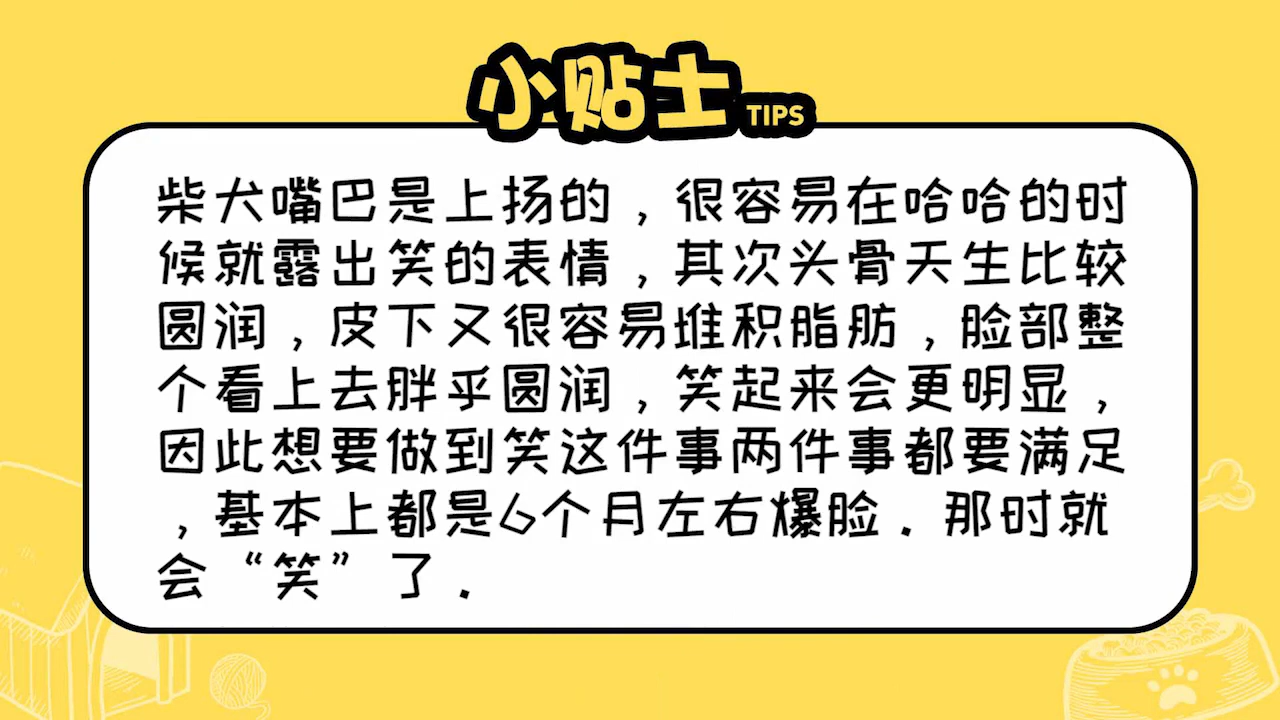 小贴士 TIPS
柴犬嘴巴是上扬的，很容易在哈哈的时
候就露出笑的表情，其次头骨天生比较
圆润，皮下又很容易堆积脂肪，脸部整
个看上去胖乎圆润，笑起来会更明显，
因此想要做到笑这件事两件事都要满足
，基本上都是6个月左右爆脸．那时就
会“笑”了．